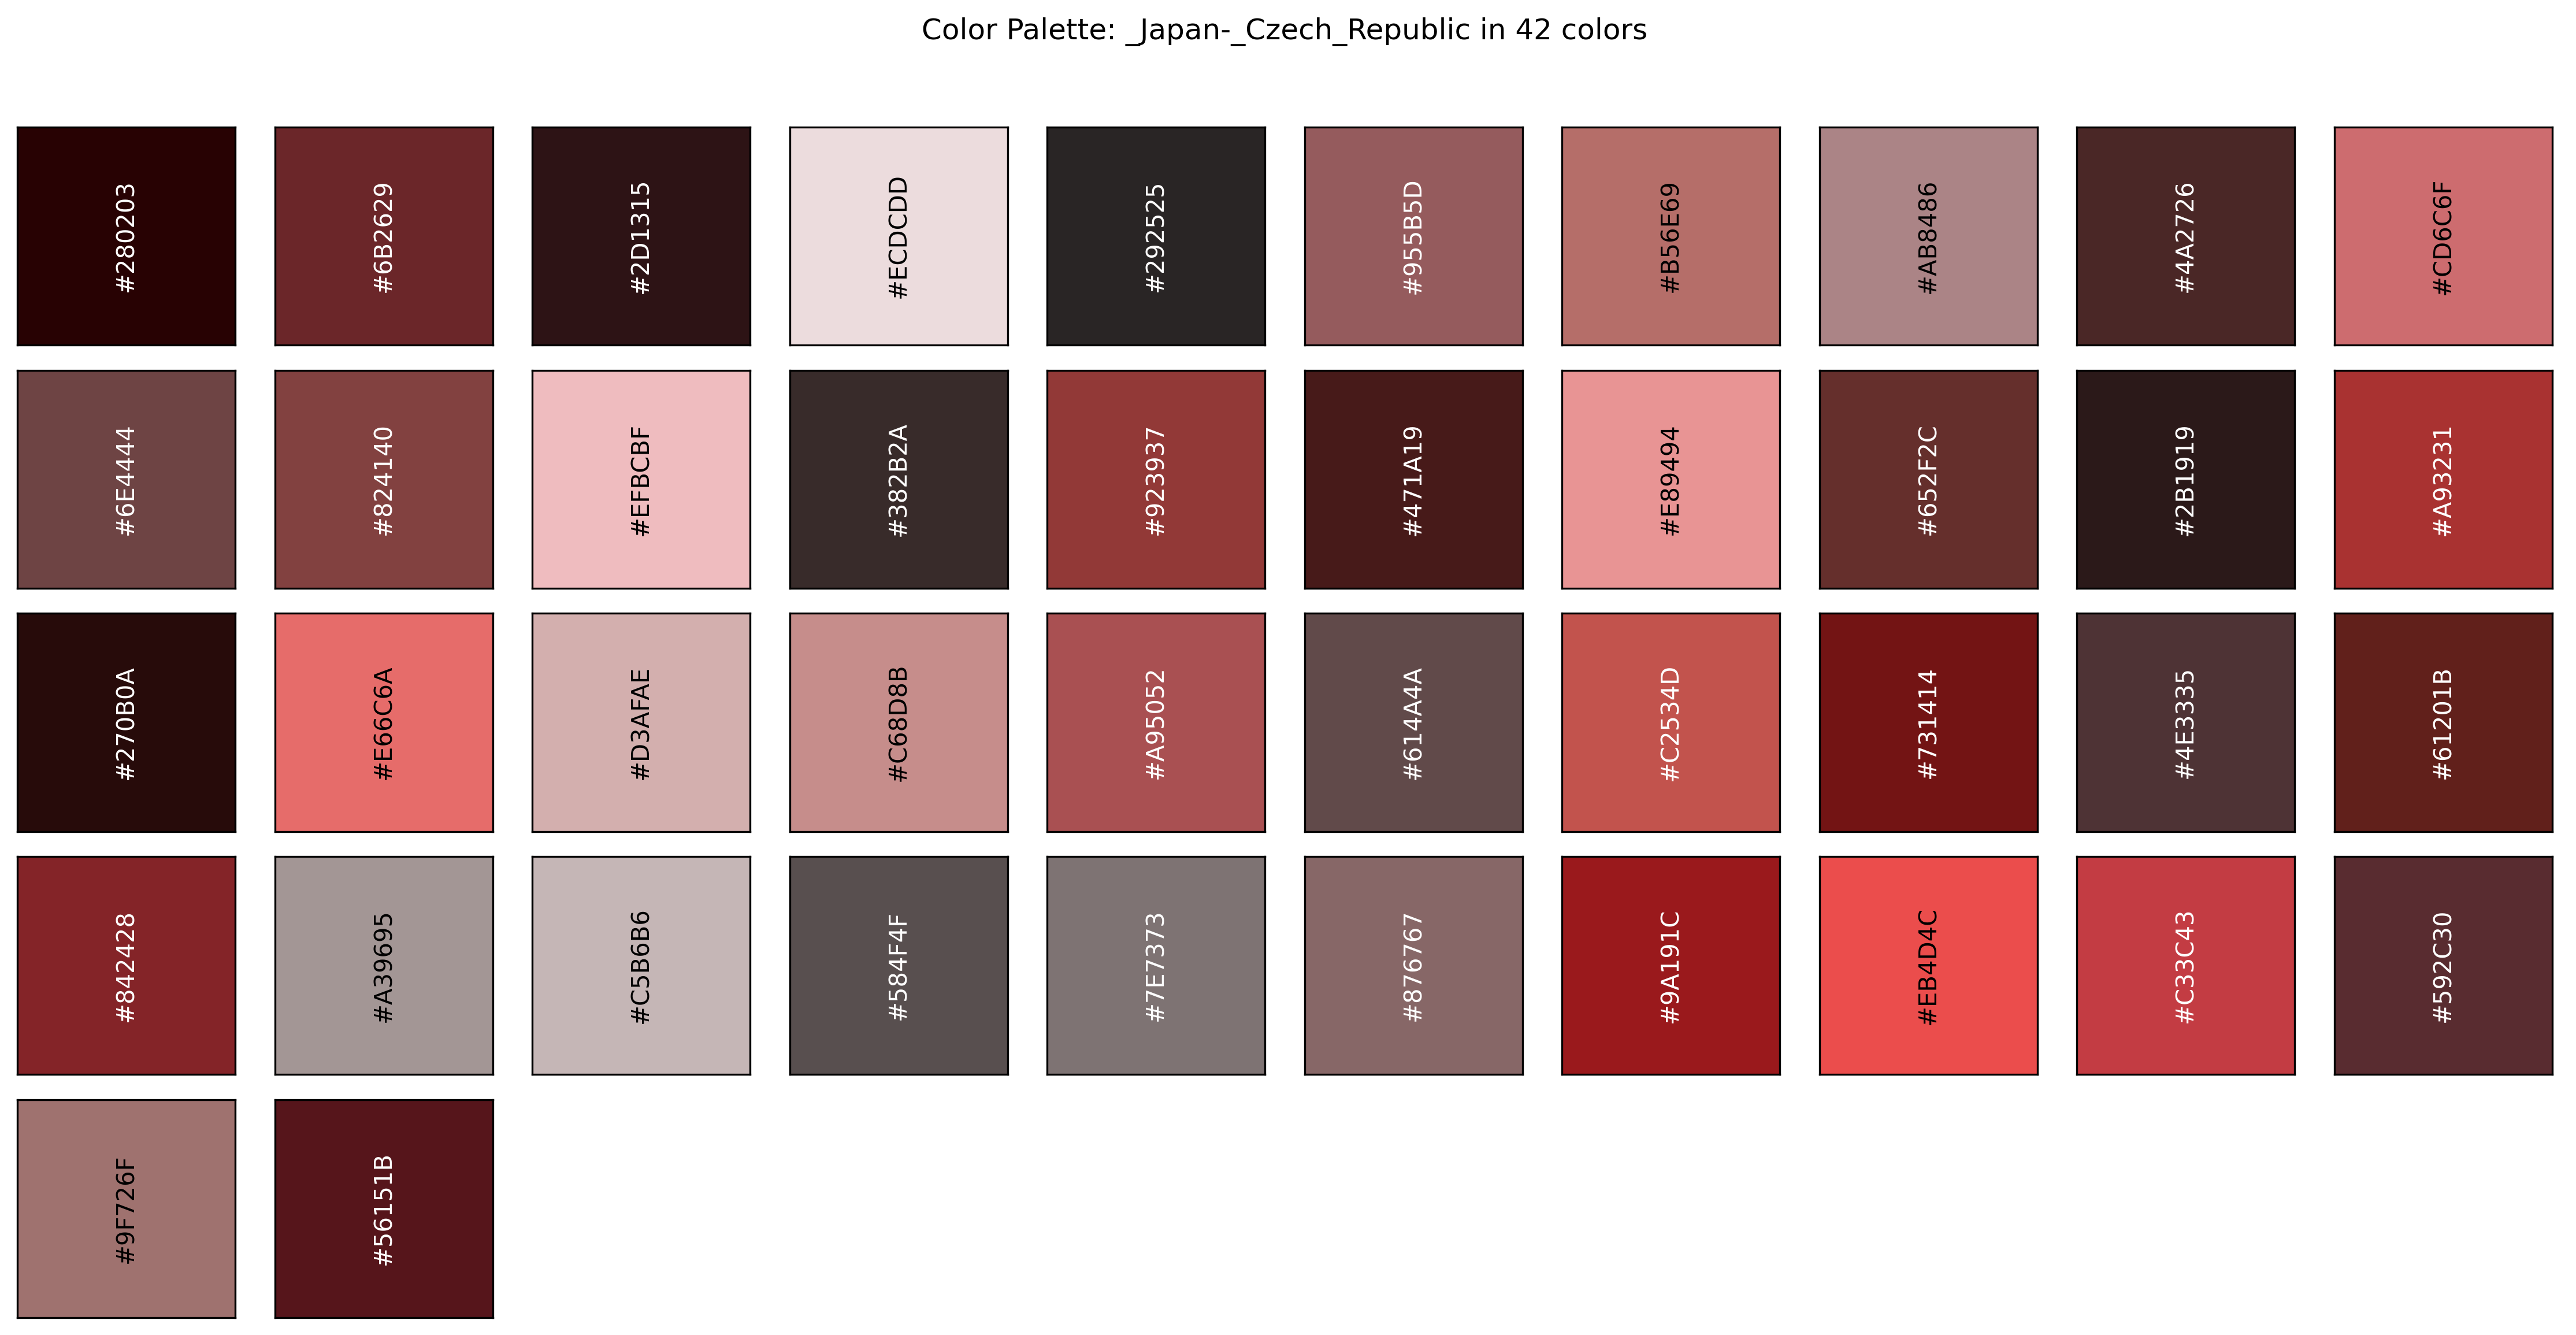 Color Palette: _Japan-_Czech_Republic in 42 colors
#280203
#6B2629
#2D1315
#ECDCDD
#292525
#955B5D
#B56E69
#AB8486
#4A2726
#CD6C6F
#6E4444
#824140
#EFBCBF
#382B2A
#923937
#471A19
#E89494
#652F2C
#2B1919
#A93231
#270B0A
#E66C6A
#D3AFAE
#C68D8B
#A95052
#614A4A
#C2534D
#731414
#4E3335
#61201B
#842428
#A39695
#C5B6B6
#584F4F
#7E7373
#876767
#9A191C
#EB4D4C
#C33C43
#592C30
#9F726F
#56151B